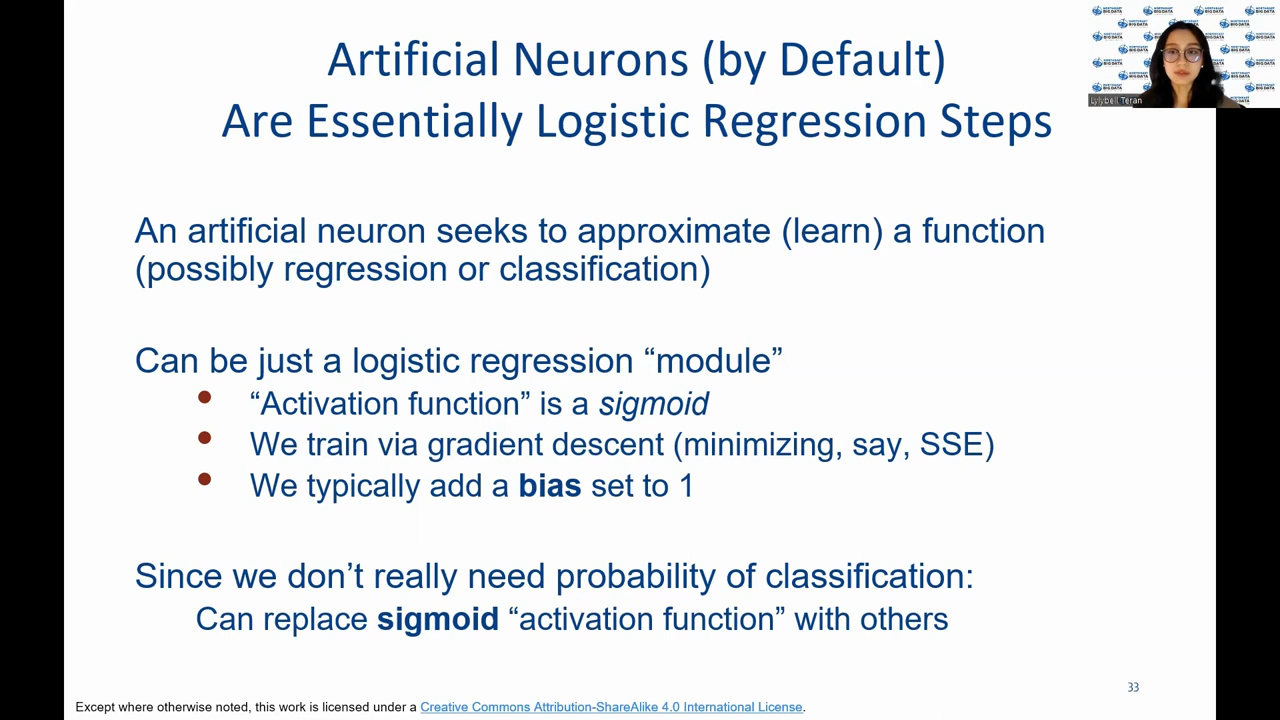 Artificial Neurons (by Default)
Are Essentially Logistic Regression Steps
An artificial neuron seeks to approximate (learn) a function
(possibly regression or classification)
Can be just a logistic regression “module”
• “Activation function” is a sigmoid
• We train via gradient descent (minimizing, say, SSE)
• We typically add a bias set to 1
Since we don’t really need probability of classification:
Can replace sigmoid “activation function” with others
33
Except where otherwise noted, this work is licensed under a Creative Commons Attribution-ShareAlike 4.0 International License.
Lylybell Teran